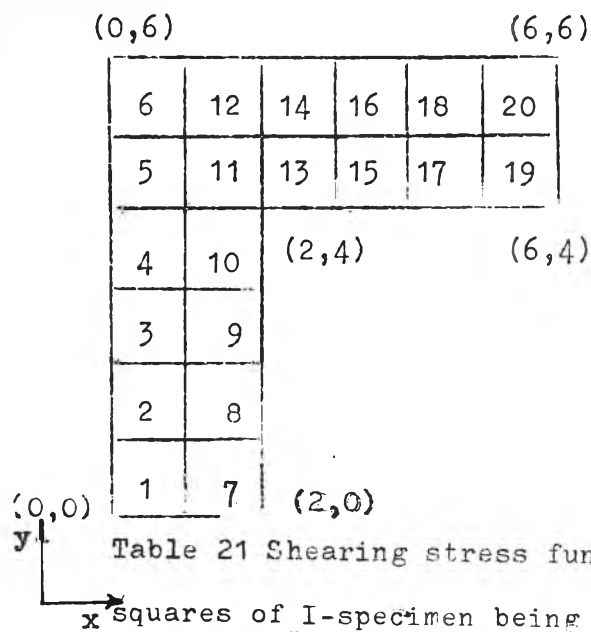 (0,6) (6,6)
6 12 14 16 18 20
5 11 13 15 17 19
4 10 (2,4) (6,4)
3 9
2 8
(0,0) 1 7 (2,0)
y
Table 21 Shearing stress fun
x squares of I-specimen being